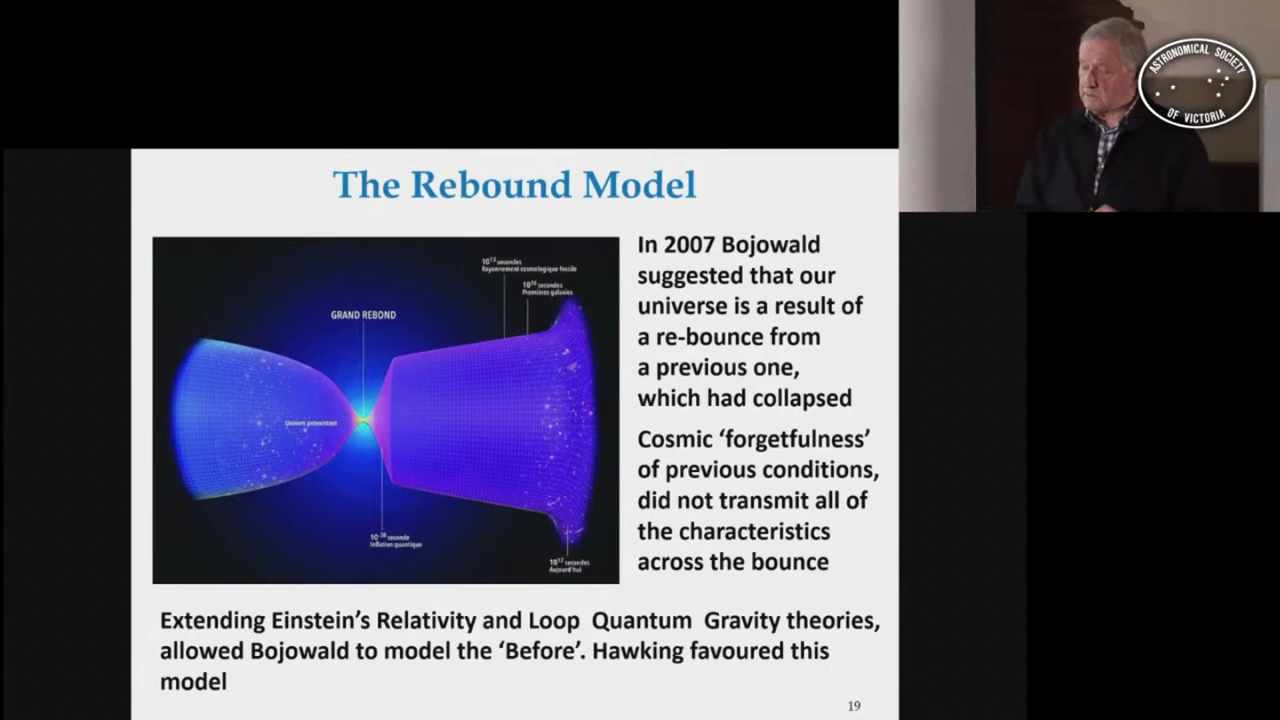 ASTRONOMICAL SOCIETY
OF VICTORIA
The Rebound Model
10¹³ secondes
Rayonnement cosmologique fossile
10¹⁶ secondes
Premières galaxies
GRAND REBOND
Univers préexistant
10⁻³⁸ seconde
Inflation quantique
10¹⁷ secondes
Aujourd'hui
In 2007 Bojowald
suggested that our
universe is a result of
a re-bounce from
a previous one,
which had collapsed
Cosmic ‘forgetfulness’
of previous conditions,
did not transmit all of
the characteristics
across the bounce
Extending Einstein’s Relativity and Loop Quantum Gravity theories,
allowed Bojowald to model the ‘Before’. Hawking favoured this
model
19